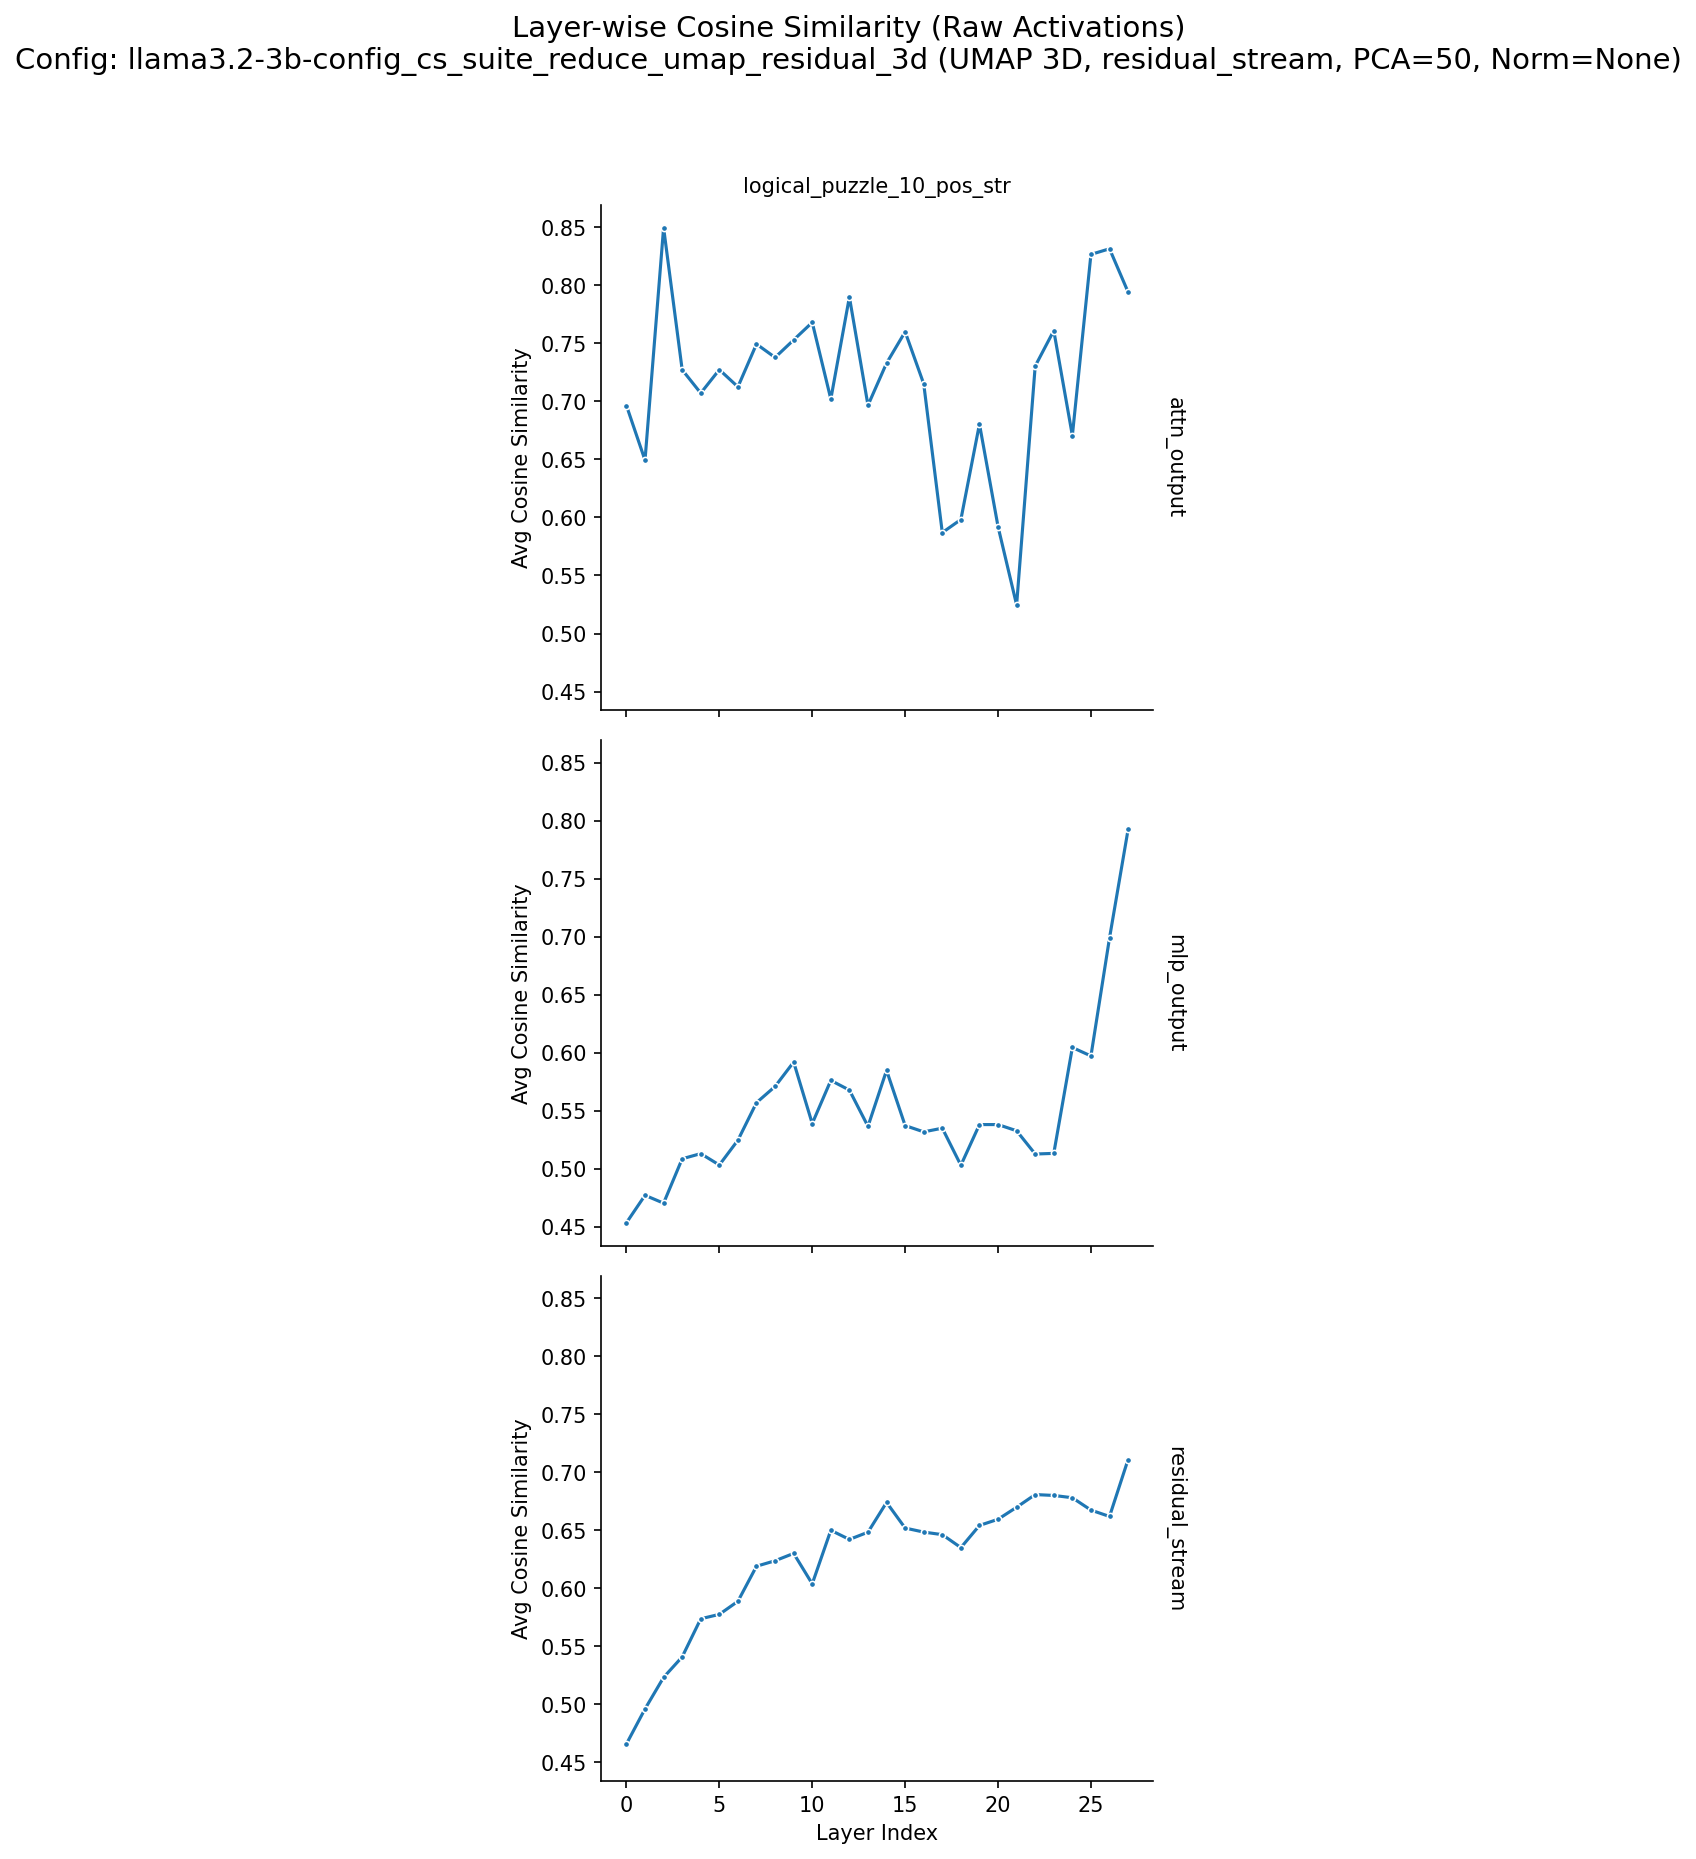 Layer-wise Cosine Similarity (Raw Activations)
Config: llama3.2-3b-config_cs_suite_reduce_umap_residual_3d (UMAP 3D, residual_stream, PCA=50, Norm=None)
logical_puzzle_10_pos_str
0.85
0.80
0.75
0.70
0.65
0.60
0.55
0.50
0.45
Avg Cosine Similarity
attn_output
0.85
0.80
0.75
0.70
0.65
0.60
0.55
0.50
0.45
Avg Cosine Similarity
mlp_output
0.85
0.80
0.75
0.70
0.65
0.60
0.55
0.50
0.45
Avg Cosine Similarity
residual_stream
0 5 10 15 20 25
Layer Index